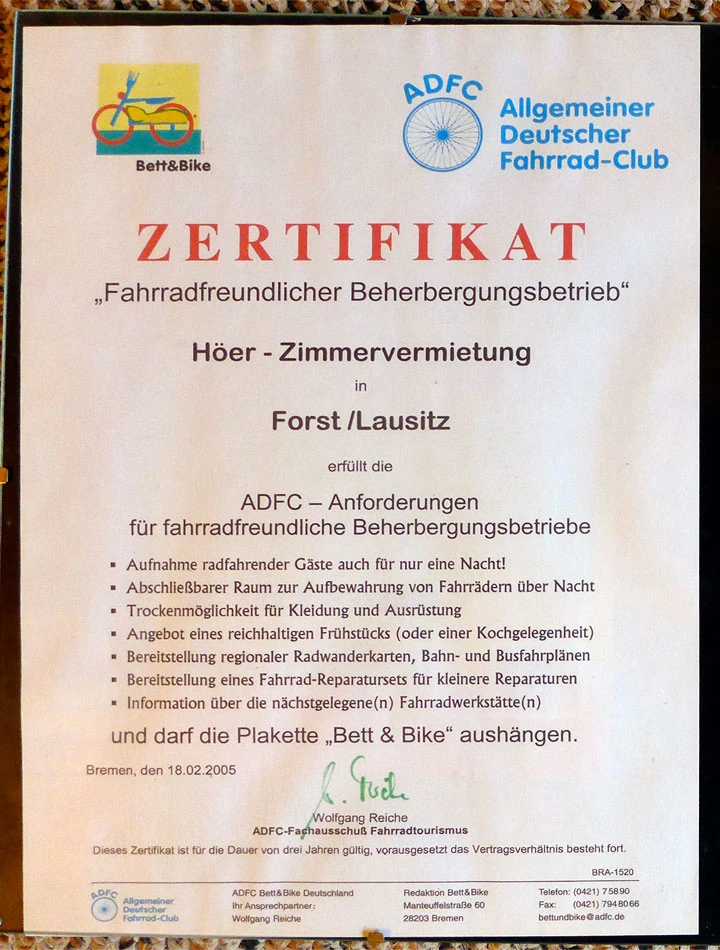 Bett&Bike
ADFC
Allgemeiner
Deutscher
Fahrrad-Club
ZERTIFIKAT
„Fahrradfreundlicher Beherbergungsbetrieb“
Höer - Zimmervermietung
in
Forst /Lausitz
erfüllt die
ADFC – Anforderungen
für fahrradfreundliche Beherbergungsbetriebe
▪ Aufnahme radfahrender Gäste auch für nur eine Nacht!
▪ Abschließbarer Raum zur Aufbewahrung von Fahrrädern über Nacht
▪ Trockenmöglichkeit für Kleidung und Ausrüstung
▪ Angebot eines reichhaltigen Frühstücks (oder einer Kochgelegenheit)
▪ Bereitstellung regionaler Radwanderkarten, Bahn- und Busfahrplänen
▪ Bereitstellung eines Fahrrad-Reparatursets für kleinere Reparaturen
▪ Information über die nächstgelegene(n) Fahrradwerkstätte(n)
und darf die Plakette „Bett & Bike“ aushängen.
Bremen, den 18.02.2005
Wolfgang Reiche
ADFC-Fachausschuß Fahrradtourismus
Dieses Zertifikat ist für die Dauer von drei Jahren gültig, vorausgesetzt das Vertragsverhältnis besteht fort.
BRA-1520
ADFC
Allgemeiner
Deutscher
Fahrrad-Club
ADFC Bett&Bike Deutschland
Ihr Ansprechpartner:
Wolfgang Reiche
Redaktion Bett&Bike
Manteuffelstraße 60
28203 Bremen
Telefon: (0421) 75890
Fax: (0421) 7948066
bettundbike@adfc.de